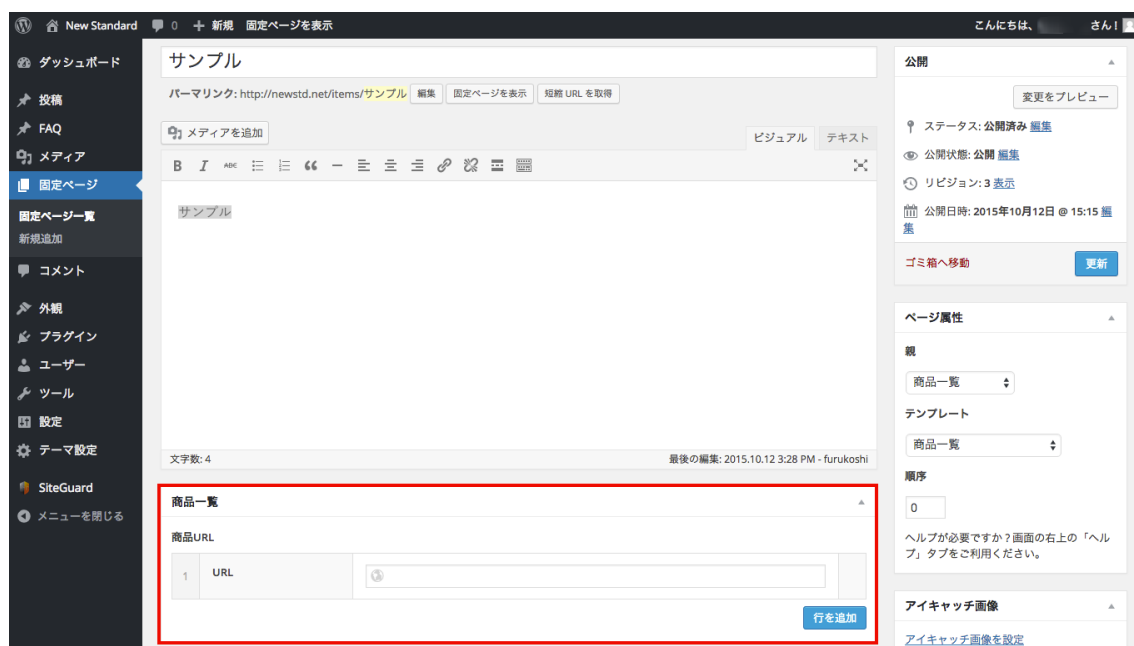 New Standard 0 新規 固定ページを表示 こんにちは、 さん!
ダッシュボード
投稿
FAQ
メディア
固定ページ
固定ページ一覧
新規追加
コメント
外観
プラグイン
ユーザー
ツール
設定
テーマ設定
SiteGuard
メニューを閉じる
サンプル
パーマリンク: http://newstd.net/items/サンプル 編集 固定ページを表示 短縮 URL を取得
メディアを追加
ビジュアル テキスト
B I ABC
サンプル
文字数: 4 最後の編集: 2015.10.12 3:28 PM - furukoshi
商品一覧
商品URL
1 URL
行を追加
公開
変更をプレビュー
ステータス: 公開済み 編集
公開状態: 公開 編集
リビジョン: 3 表示
公開日時: 2015年10月12日 @ 15:15 編
集
ゴミ箱へ移動 更新
ページ属性
親
商品一覧
テンプレート
商品一覧
順序
0
ヘルプが必要ですか ? 画面の右上の「ヘル
プ」タブをご利用ください。
アイキャッチ画像
アイキャッチ画像を設定